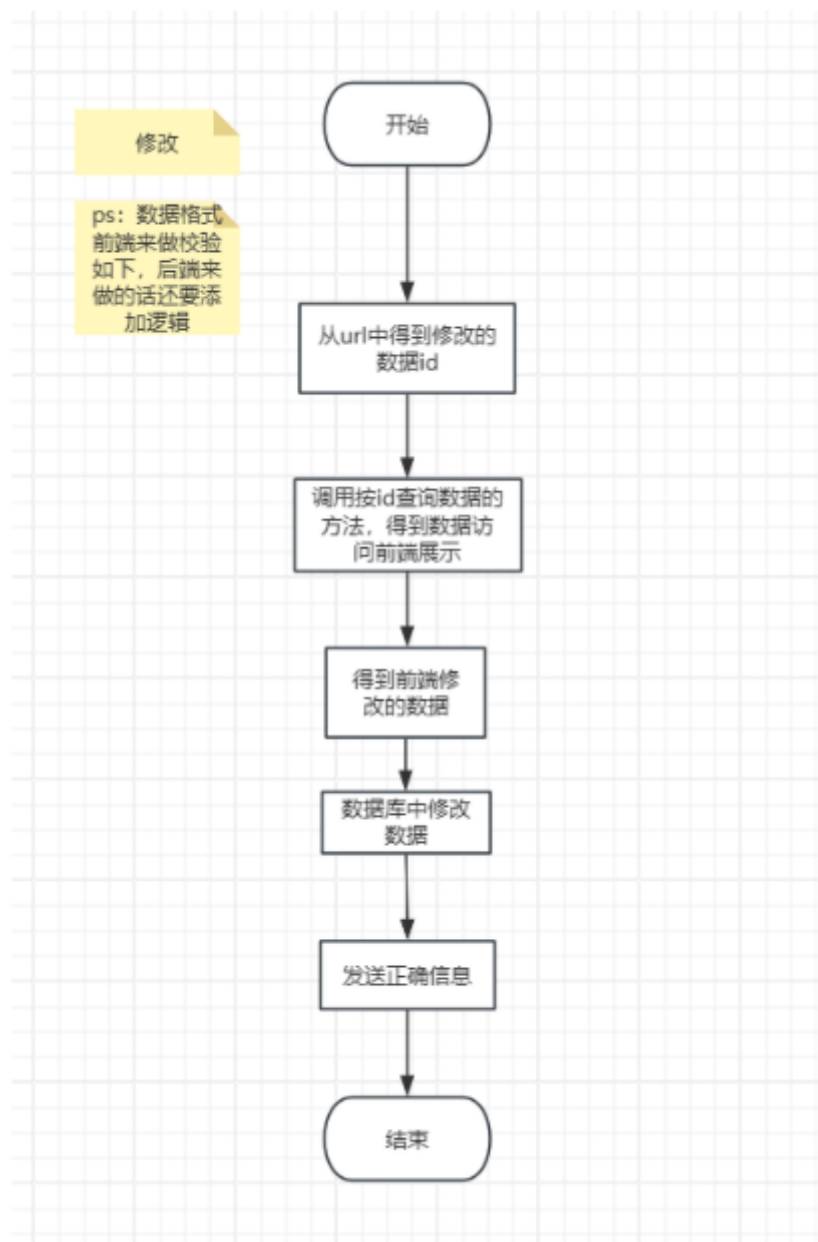 修改
ps：数据格式
前端来做校验
如下，后端来
做的话还要添
加逻辑
开始
从url中得到修改的
数据id
调用按id查询数据的
方法，得到数据访
问前端展示
得到前端修
改的数据
数据库中修改
数据
发送正确信息
结束